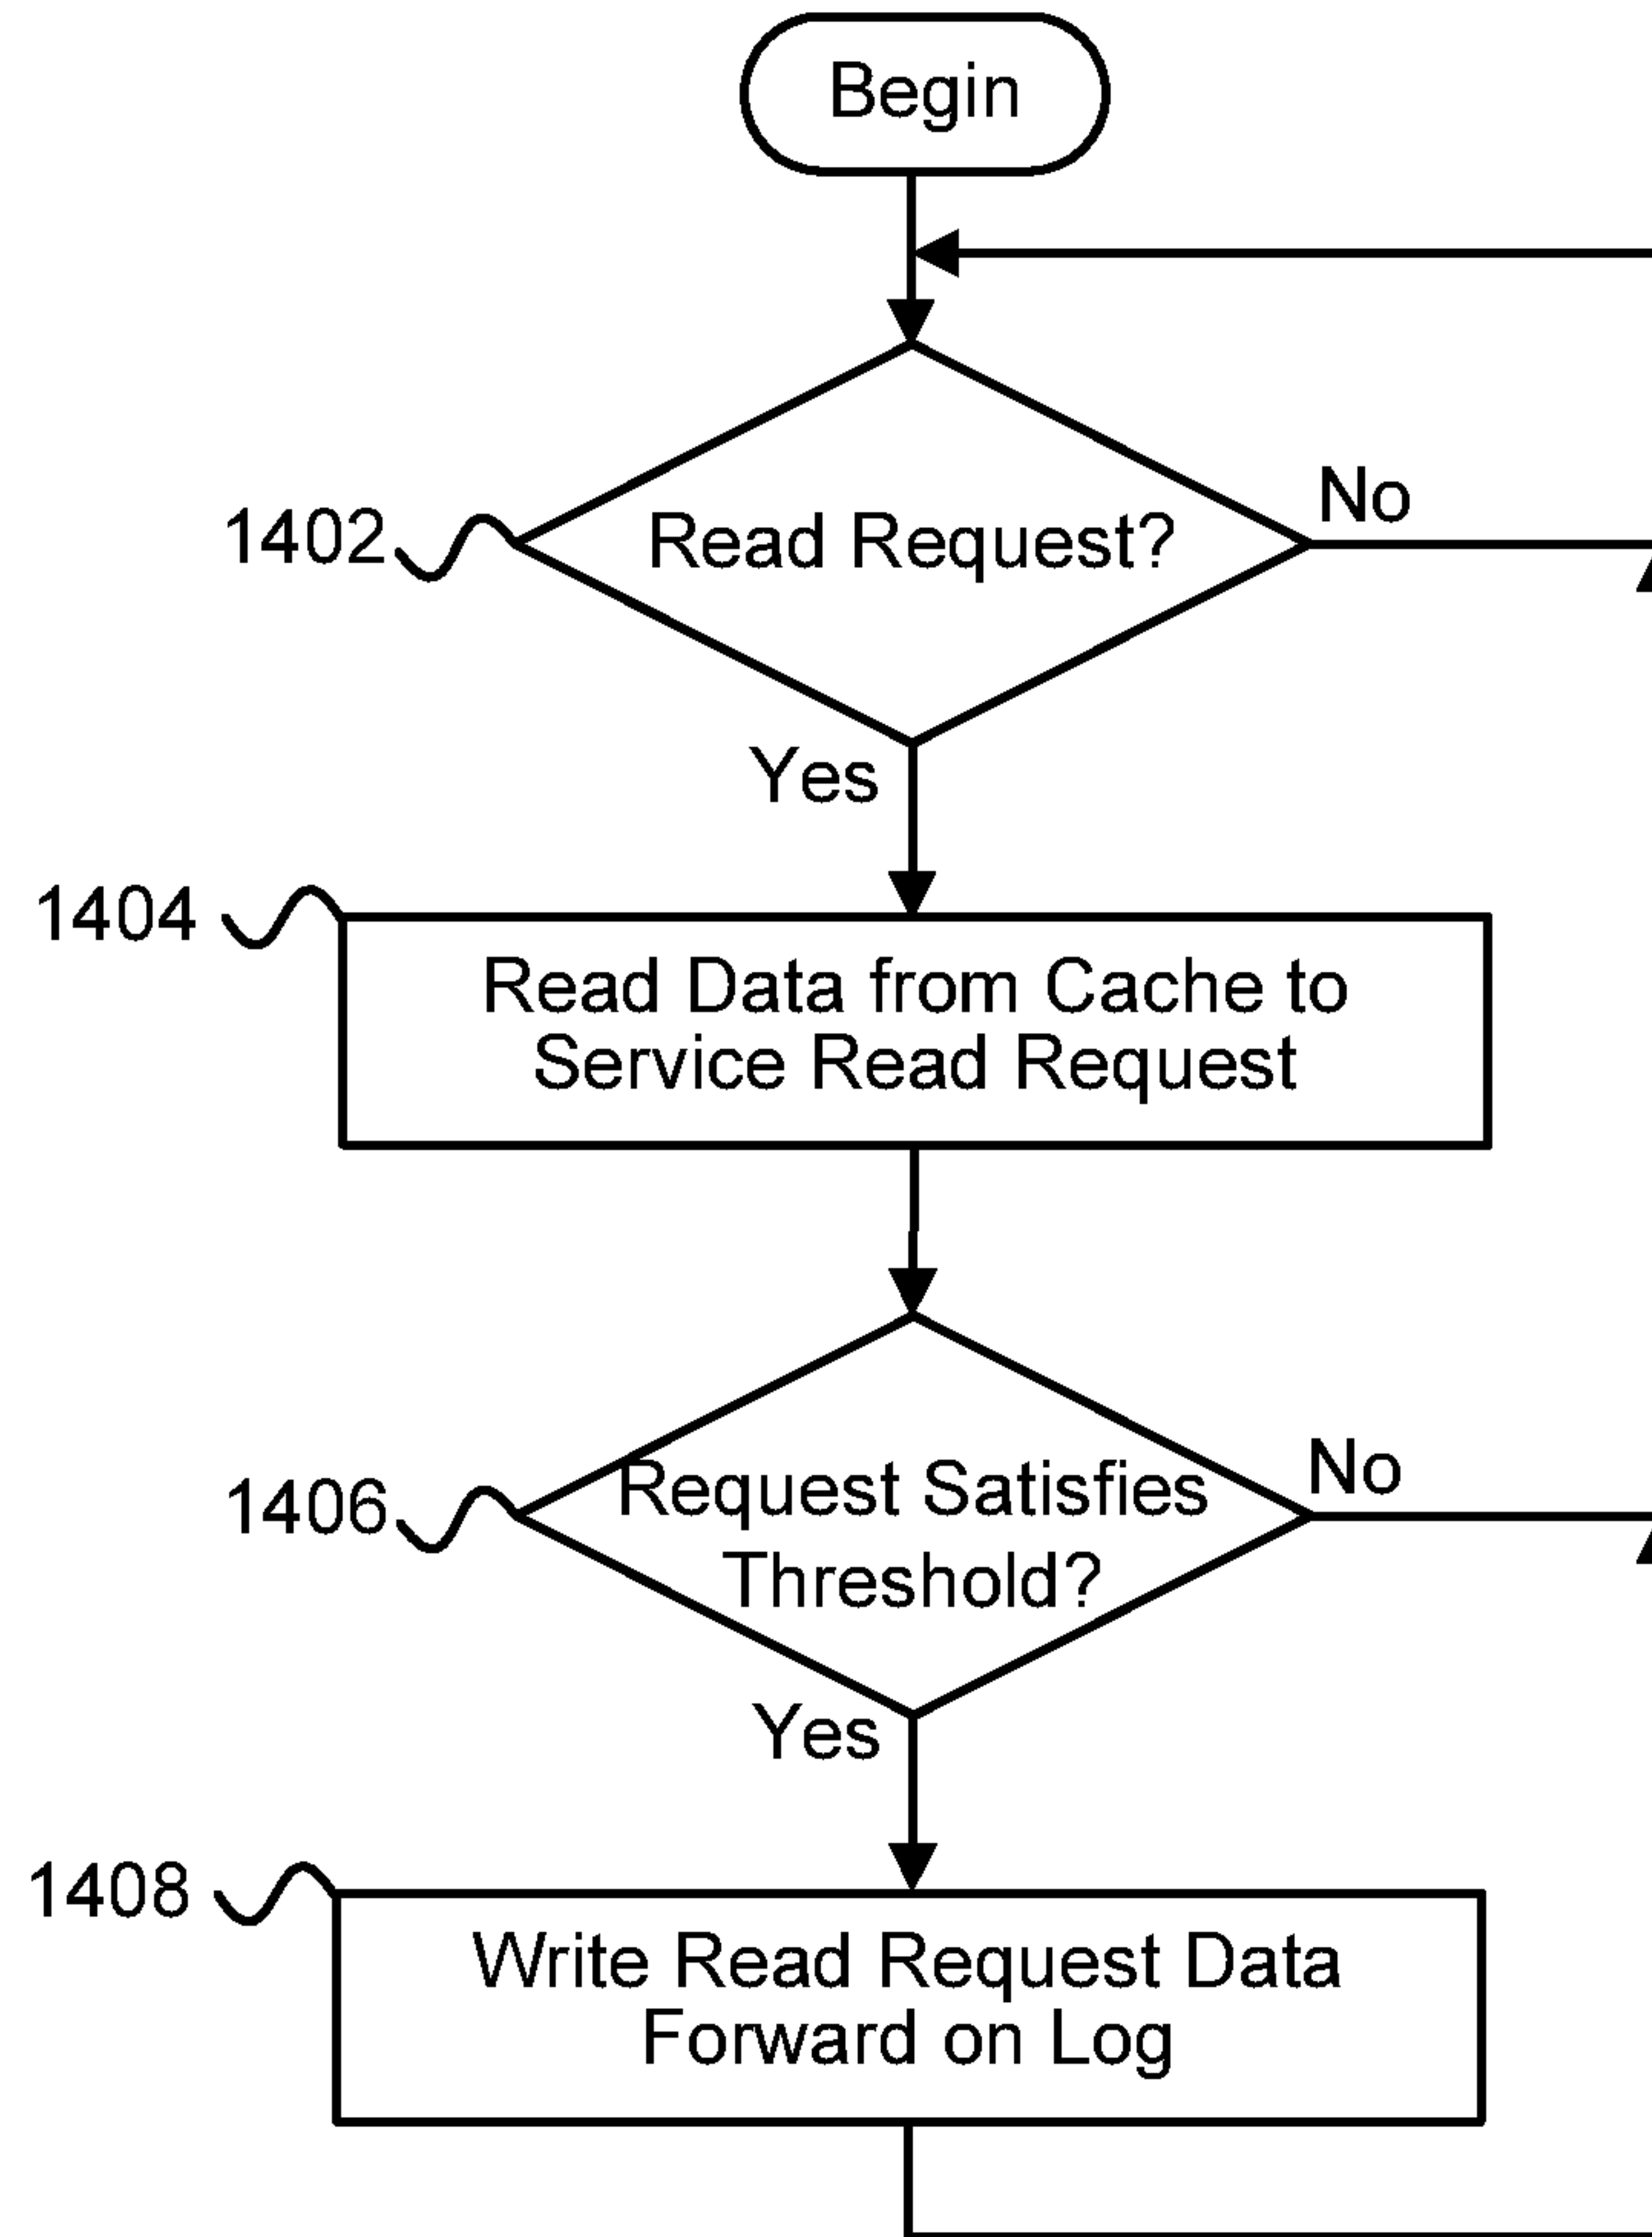 Begin
Read Request?
No
1402
Yes
1404
Read Data from Cache to
Service Read Request
Request Satisfies
Threshold?
No
1406
Yes
1408
Write Read Request Data
Forward on Log